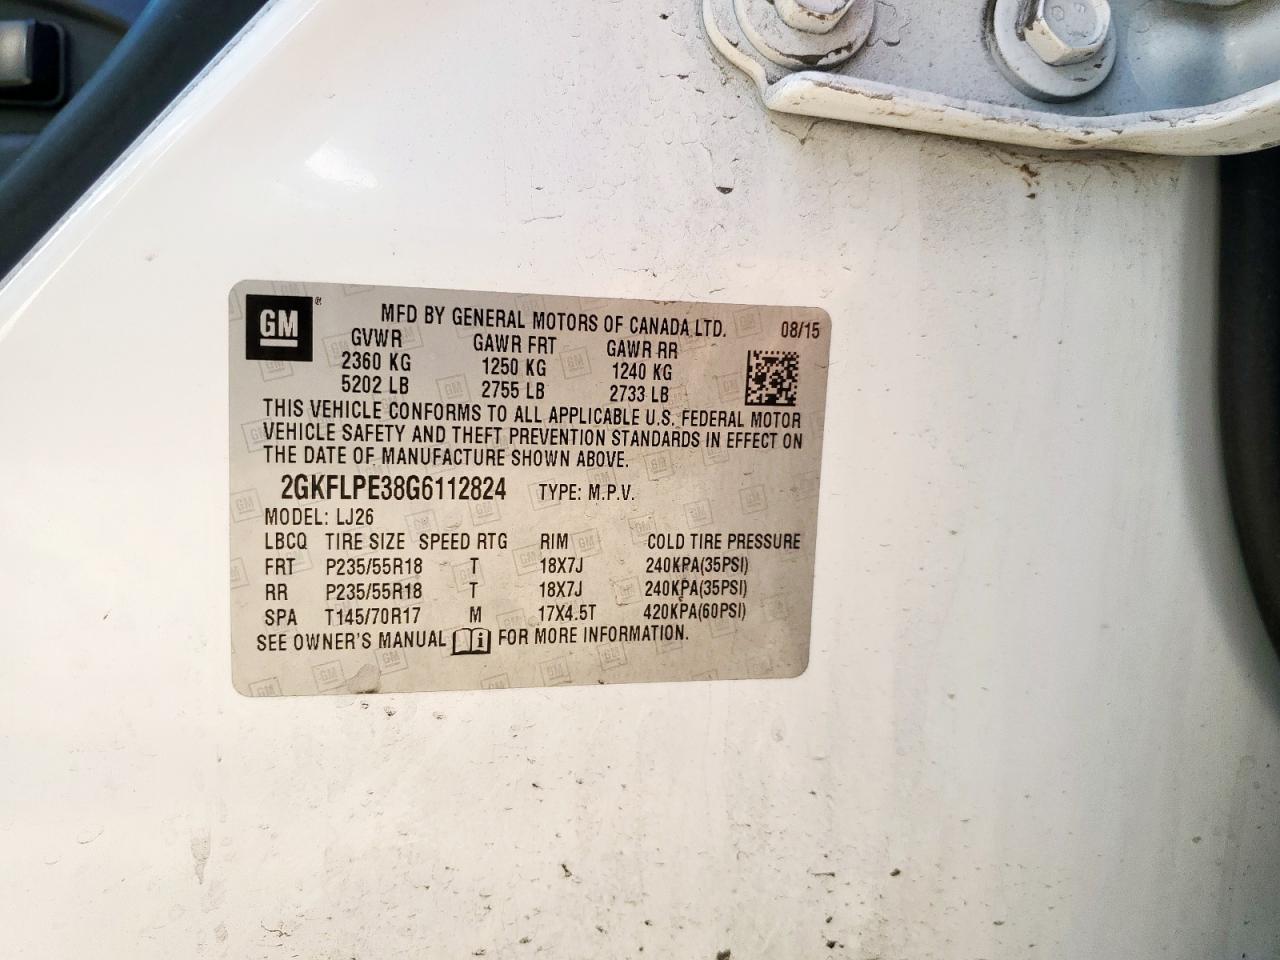 GM ®
MFD BY GENERAL MOTORS OF CANADA LTD. 08/15
GVWR GAWR FRT GAWR RR
2360 KG 1250 KG 1240 KG
5202 LB 2755 LB 2733 LB
THIS VEHICLE CONFORMS TO ALL APPLICABLE U.S. FEDERAL MOTOR
VEHICLE SAFETY AND THEFT PREVENTION STANDARDS IN EFFECT ON
THE DATE OF MANUFACTURE SHOWN ABOVE.
2GKFLPE38G6112824 TYPE: M.P.V.
MODEL: LJ26
LBCQ TIRE SIZE SPEED RTG RIM COLD TIRE PRESSURE
FRT P235/55R18 T 18X7J 240KPA(35PSI)
RR P235/55R18 T 18X7J 240KPA(35PSI)
SPA T145/70R17 M 17X4.5T 420KPA(60PSI)
SEE OWNER'S MANUAL i FOR MORE INFORMATION.